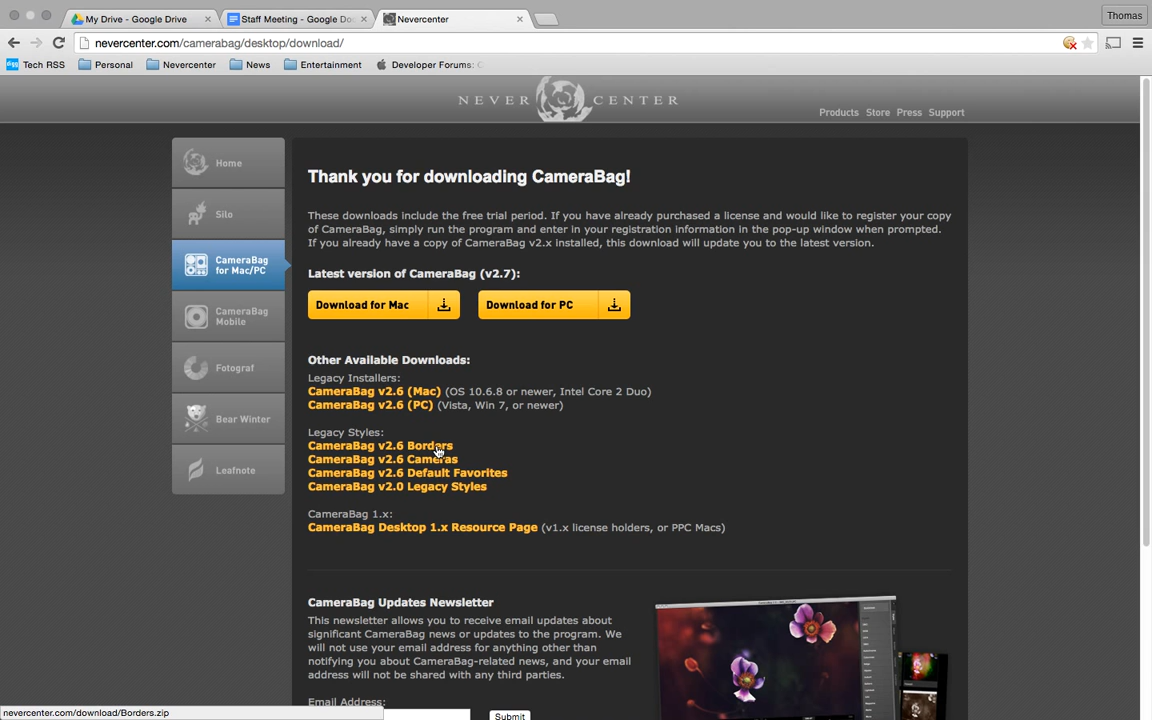 My Drive - Google Drive
Staff Meeting - Google Do
Nevercenter
Thomas
nevercenter.com/camerabag/desktop/download/
Tech RSS
Personal
Nevercenter
News
Entertainment
Developer Forums:
NEVER CENTER
Products Store Press Support
Home
Silo
CameraBag
for Mac/PC
CameraBag
Mobile
Fotograf
Bear Winter
Leafnote
Thank you for downloading CameraBag!
These downloads include the free trial period. If you have already purchased a license and would like to register your copy
of CameraBag, simply run the program and enter in your registration information in the pop-up window when prompted.
If you already have a copy of CameraBag v2.x installed, this download will update you to the latest version.
Latest version of CameraBag (v2.7):
Download for Mac
Download for PC
Other Available Downloads:
Legacy Installers:
CameraBag v2.6 (Mac) (OS 10.6.8 or newer, Intel Core 2 Duo)
CameraBag v2.6 (PC) (Vista, Win 7, or newer)
Legacy Styles:
CameraBag v2.6 Borders
CameraBag v2.6 Cameras
CameraBag v2.6 Default Favorites
CameraBag v2.0 Legacy Styles
CameraBag 1.x:
CameraBag Desktop 1.x Resource Page (v1.x license holders, or PPC Macs)
CameraBag Updates Newsletter
This newsletter allows you to receive email updates about
significant CameraBag news or updates to the program. We
will not use your email address for anything other than
notifying you about CameraBag-related news, and your email
address will not be shared with any third parties.
Email Address:
Submit
nevercenter.com/download/Borders.zip